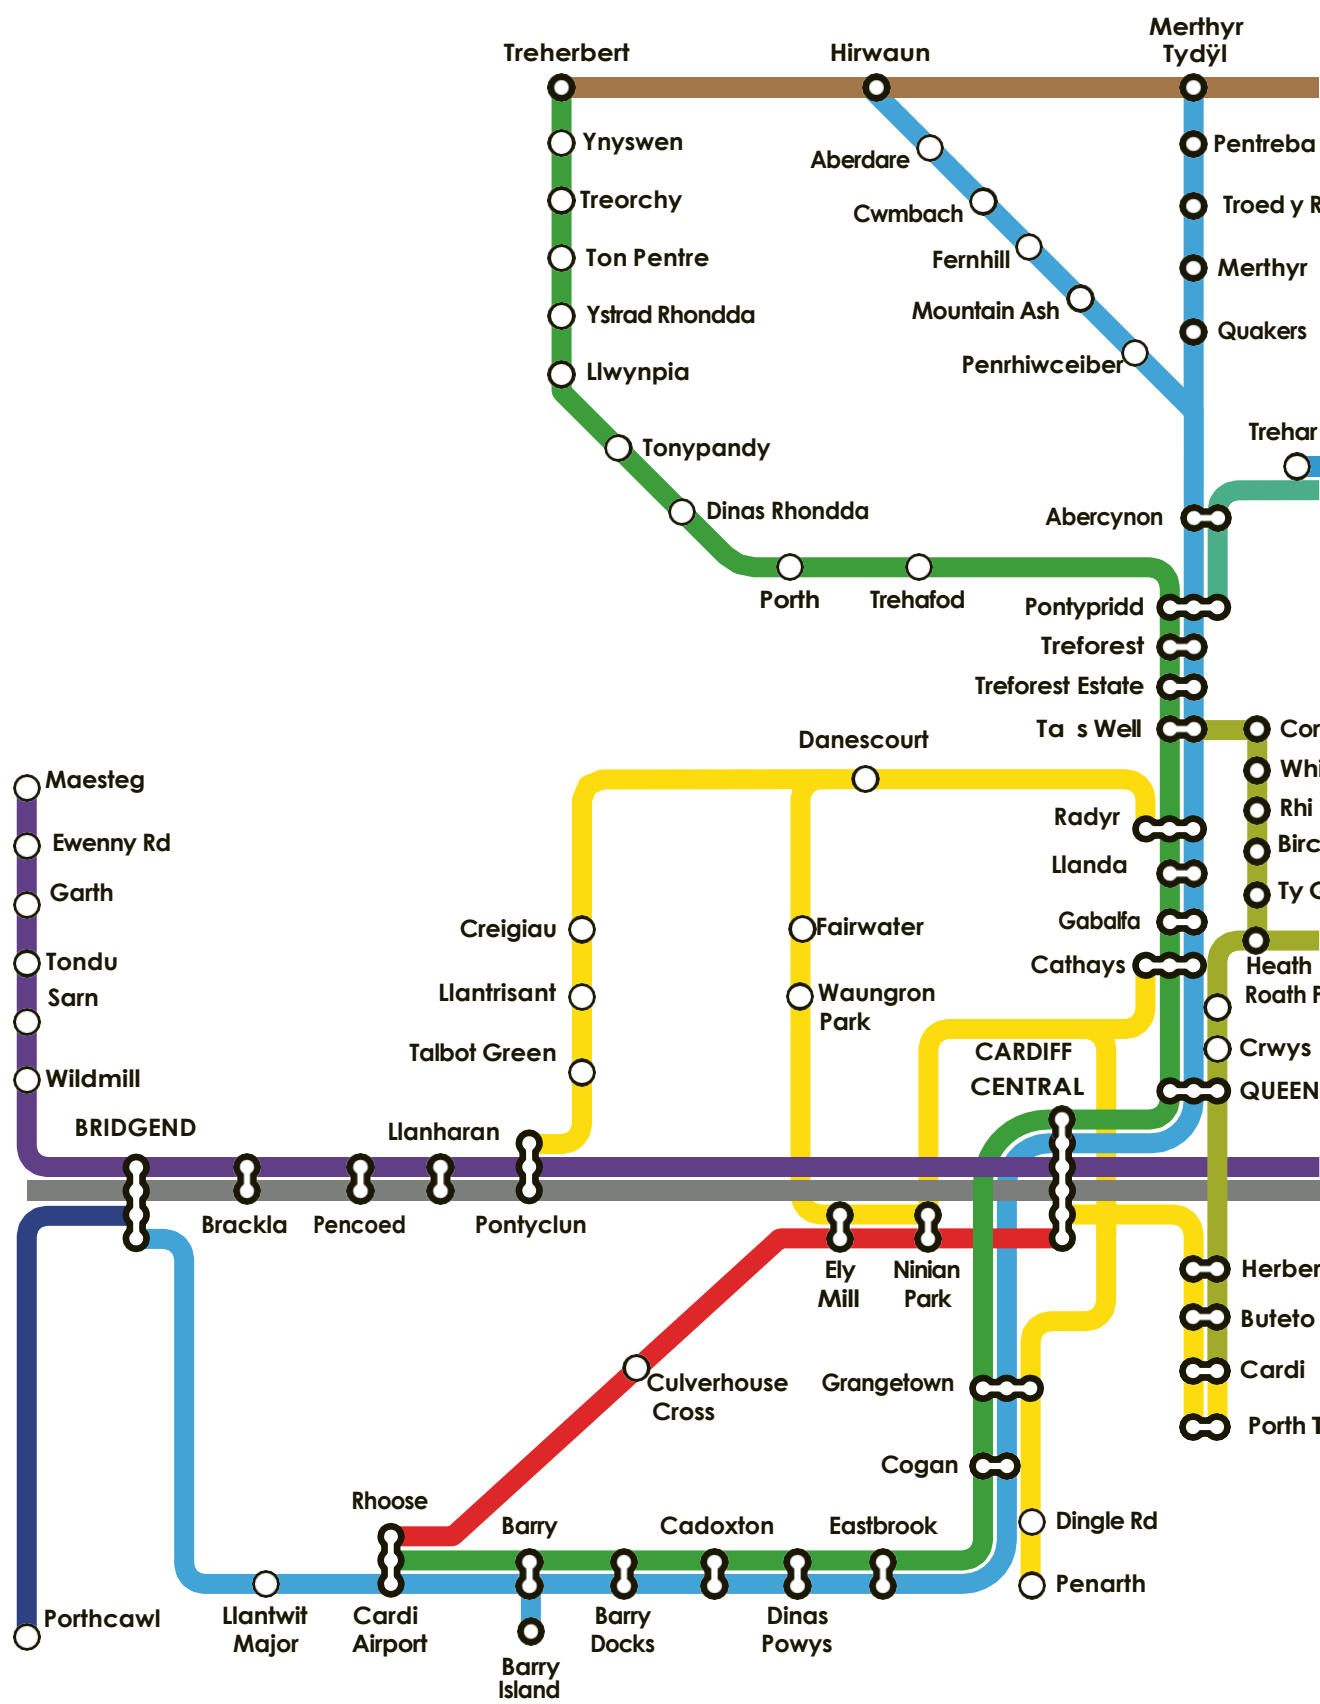 Merthyr
Tydÿl
Treherbert
Hirwaun
Ynyswen
Pentreba
Aberdare
Treorchy
Troed y R
Cwmbach
Ton Pentre
Fernhill
Merthyr
Ystrad Rhondda
Mountain Ash
Quakers
Llwynpia
Penrhiwceiber
Tonypandy
Trehar
Dinas Rhondda
Abercynon
Porth
Trehafod
Pontypridd
Treforest
Treforest Estate
Ta s Well
Cor
Danescourt
Maesteg
Whi
Radyr
Rhi
Ewenny Rd
Birc
Llanda
Garth
Ty G
Creigiau
Fairwater
Gabalfa
Tondu
Cathays
Heath
Sarn
Llantrisant
Waungron
Park
Roath F
Talbot Green
CARDIFF
CENTRAL
Crwys
Wildmill
QUEEN
BRIDGEND
Llanharan
Brackla
Pencoed
Pontyclun
Ely
Mill
Ninian
Park
Herber
Buteto
Culverhouse
Cross
Grangetown
Cardi
Porth T
Cogan
Rhoose
Barry
Cadoxton
Eastbrook
Dingle Rd
Penarth
Porthcawl
Llantwit
Major
Cardi
Airport
Barry
Docks
Dinas
Powys
Barry
Island